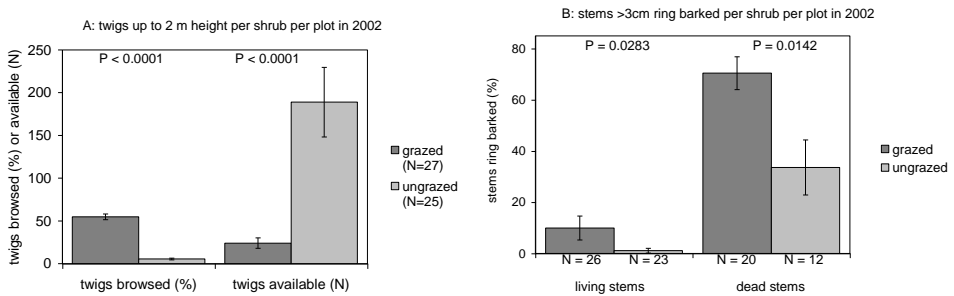 A: twigs up to 2 m height per shrub per plot in 2002
twigs browsed (%) or available (N)
250
200
150
100
50
0
P < 0.0001
P < 0.0001
twigs browsed (%)
twigs available (N)
grazed
(N=27)
ungrazed
(N=25)
B: stems >3cm ring barked per shrub per plot in 2002
stems ring barked (%)
80
60
40
20
0
P = 0.0283
P = 0.0142
N = 26
N = 23
N = 20
N = 12
living stems
dead stems
grazed
ungrazed